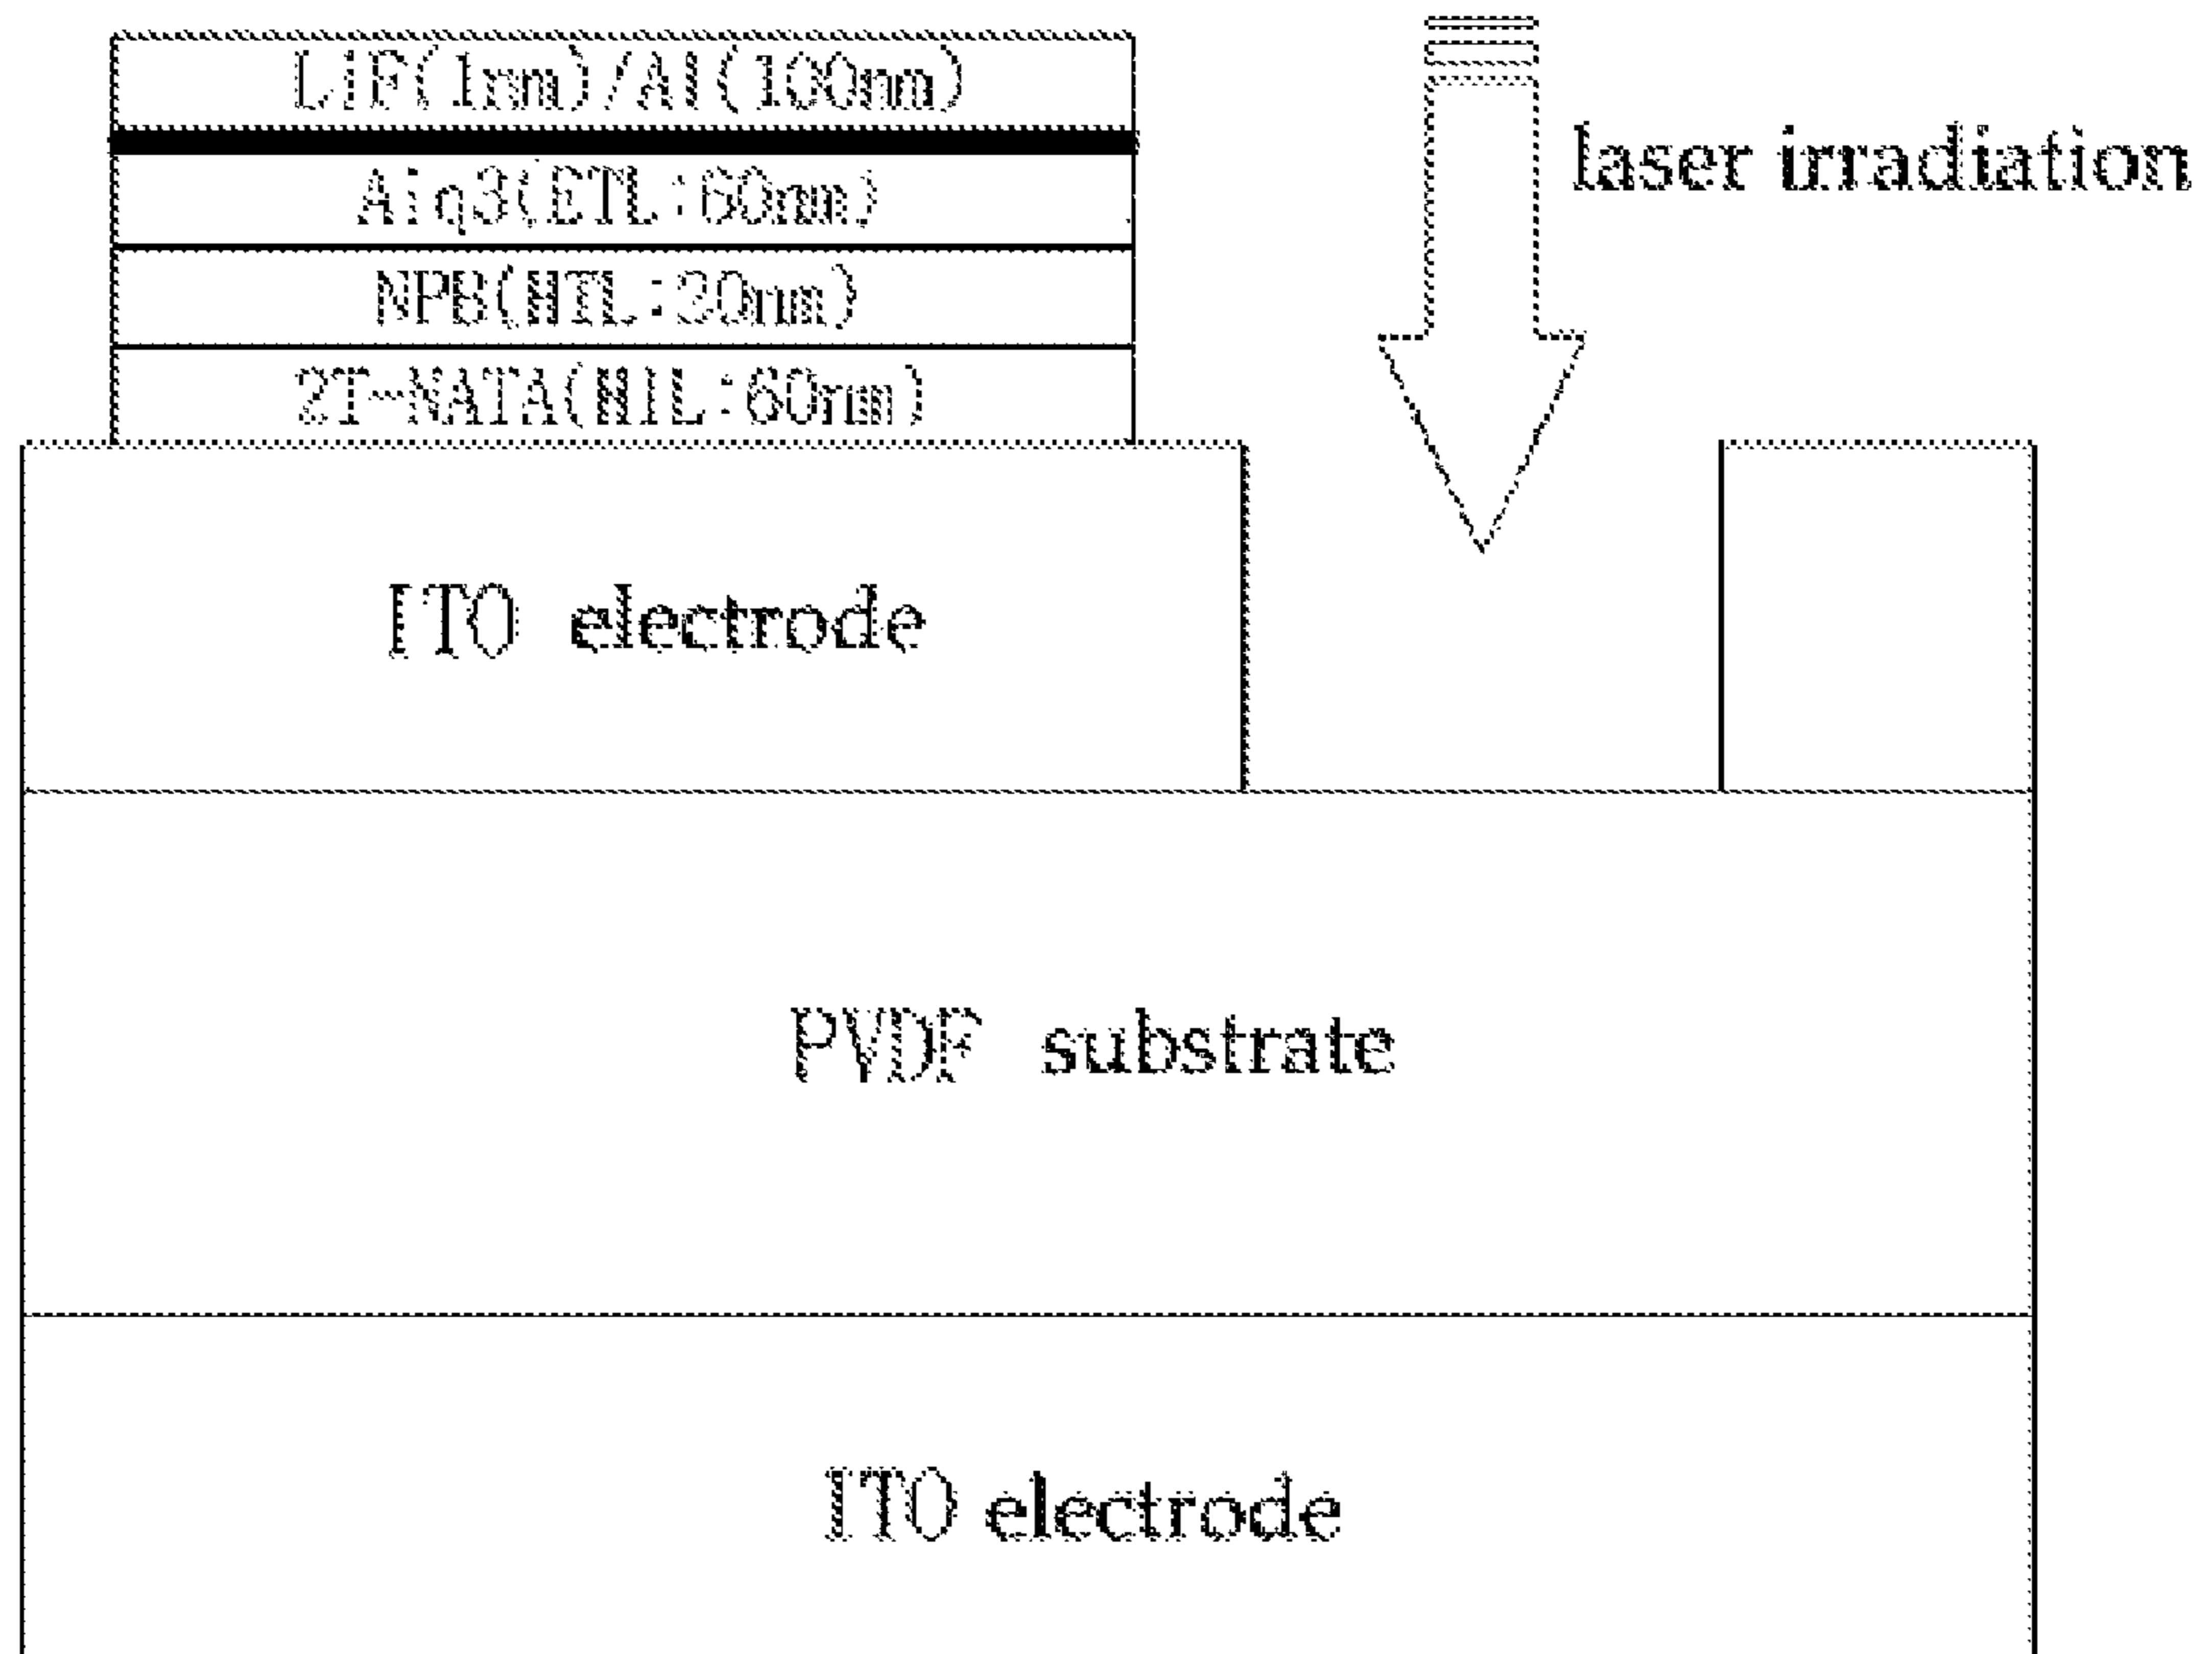 LiF(1nm)/Al(100nm)
laser irradiation
Alq3(ETL:60nm)
NPB(HTL:20nm)
2T-NATA(HIL:60nm)
ITO electrode
PVDF substrate
ITO electrode